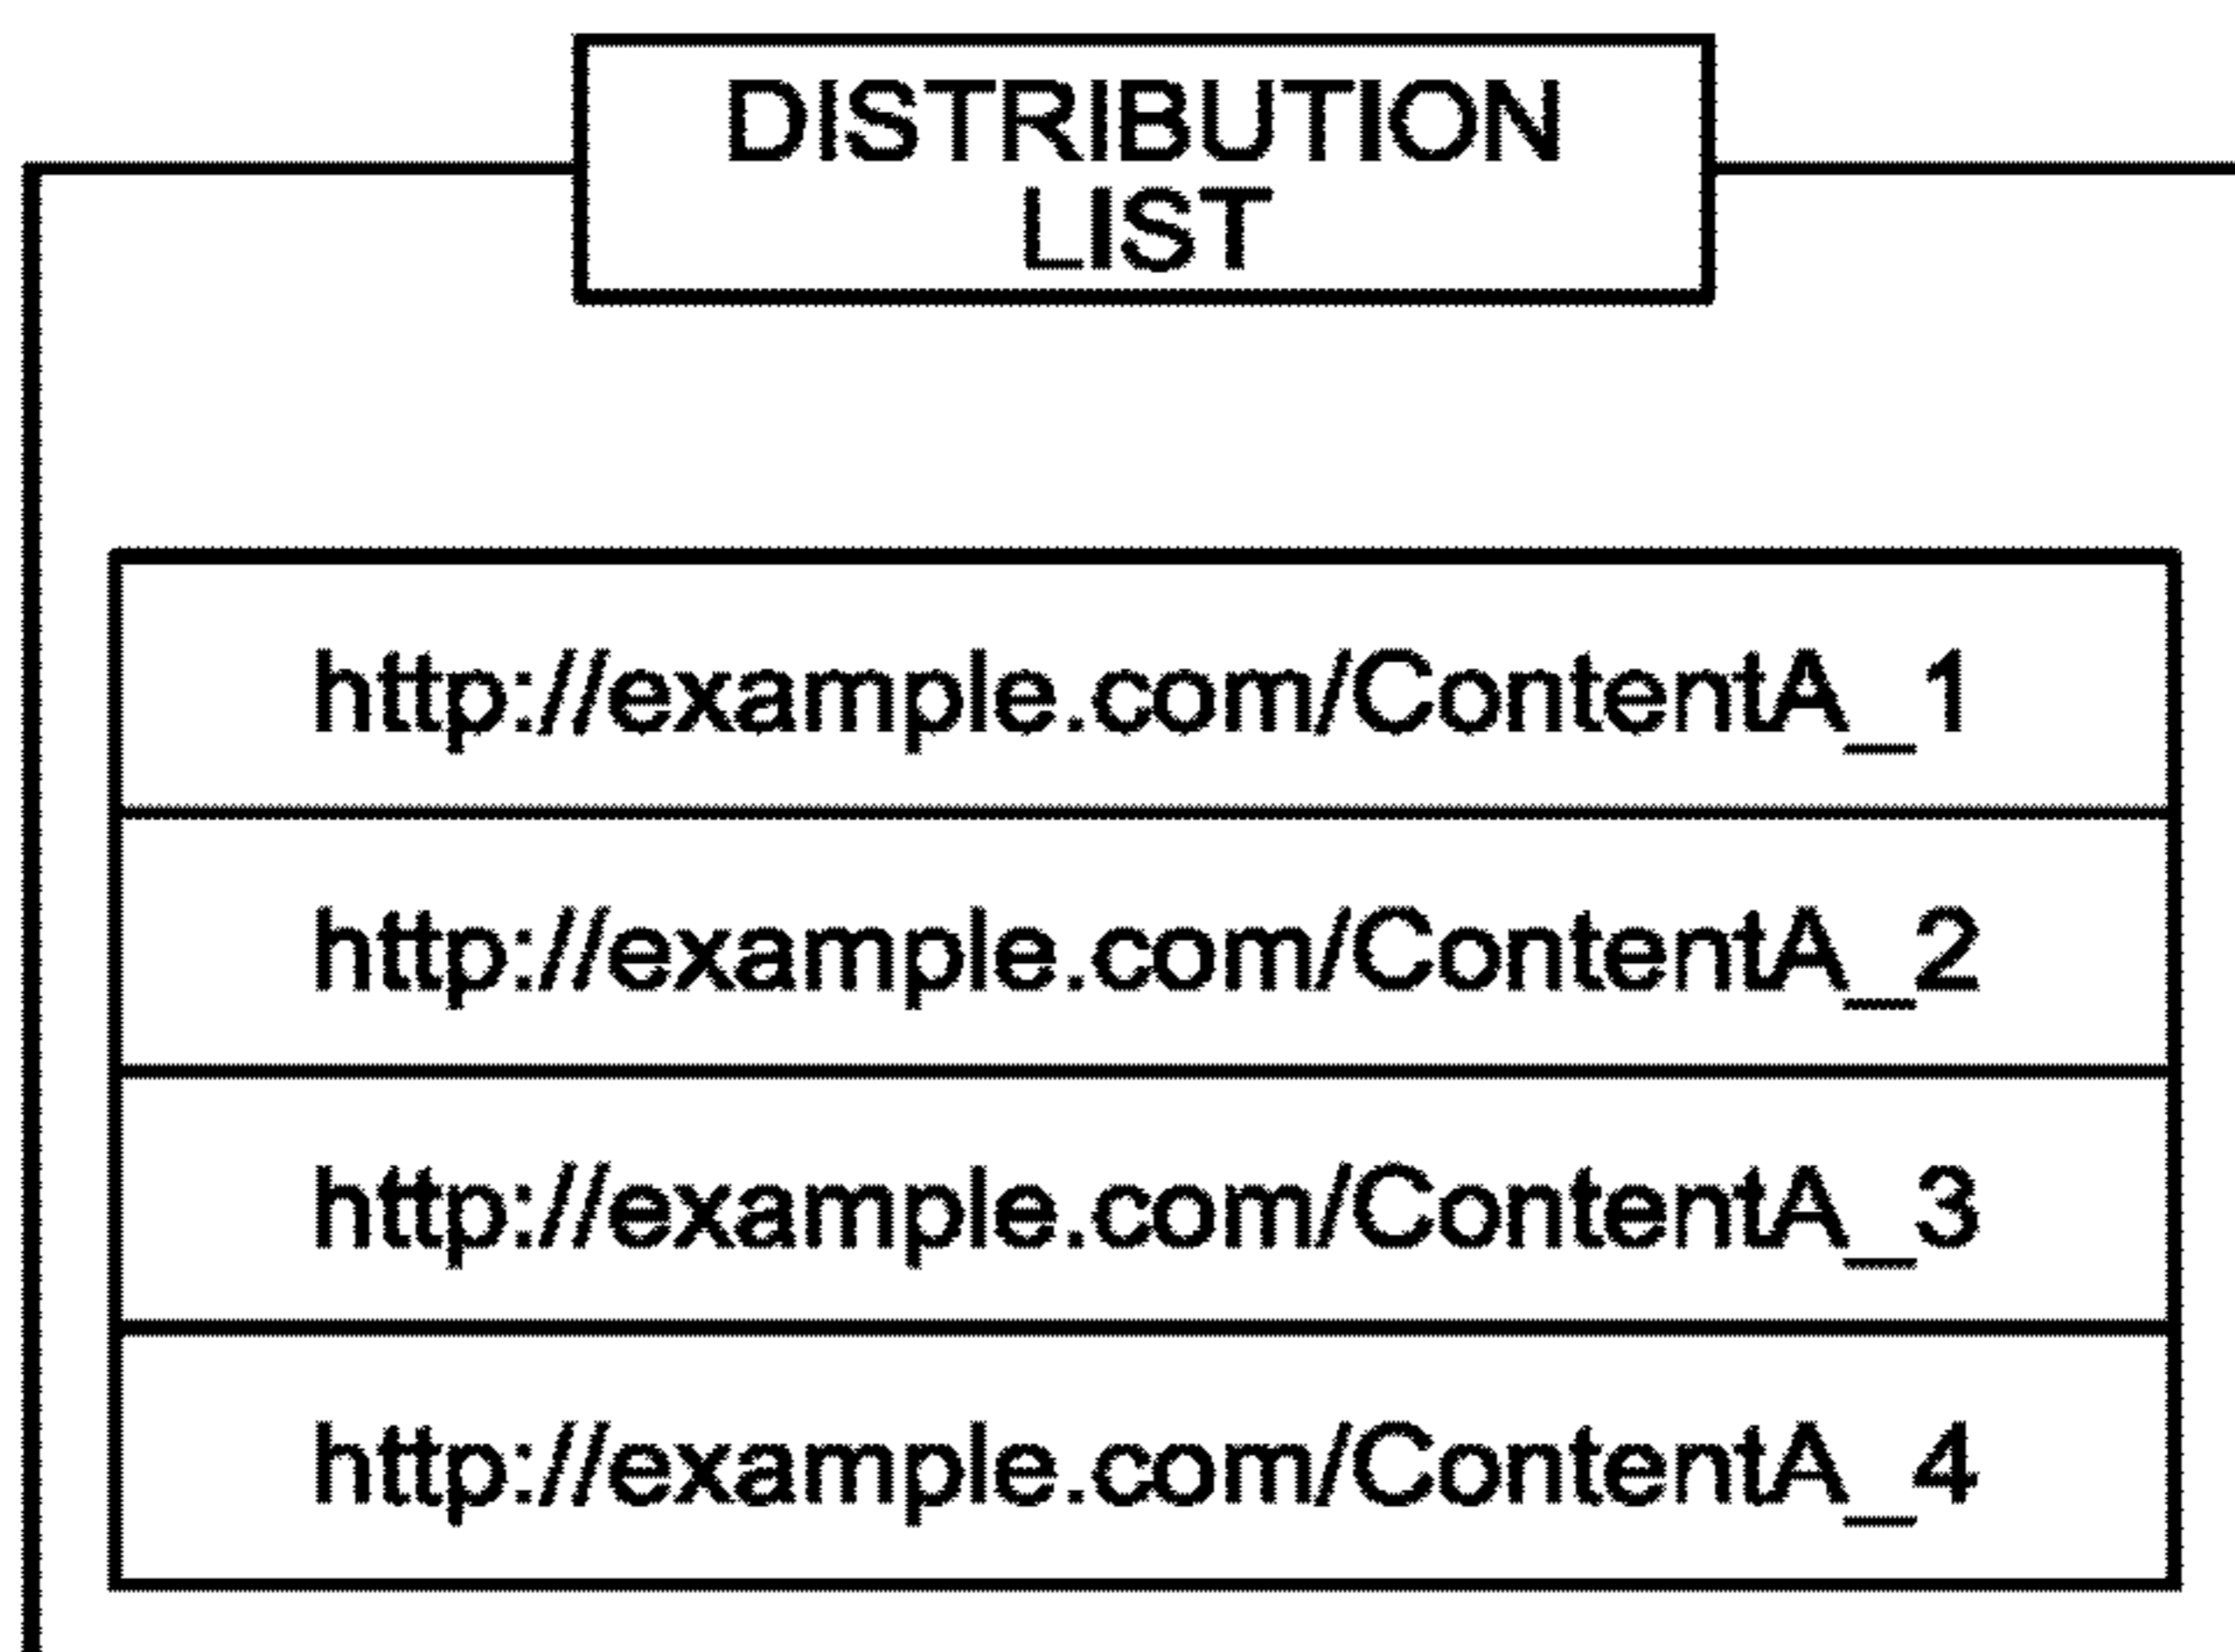 DISTRIBUTION
LIST
http://example.com/ContentA_1
http://example.com/ContentA_2
http://example.com/ContentA_3
http://example.com/ContentA_4